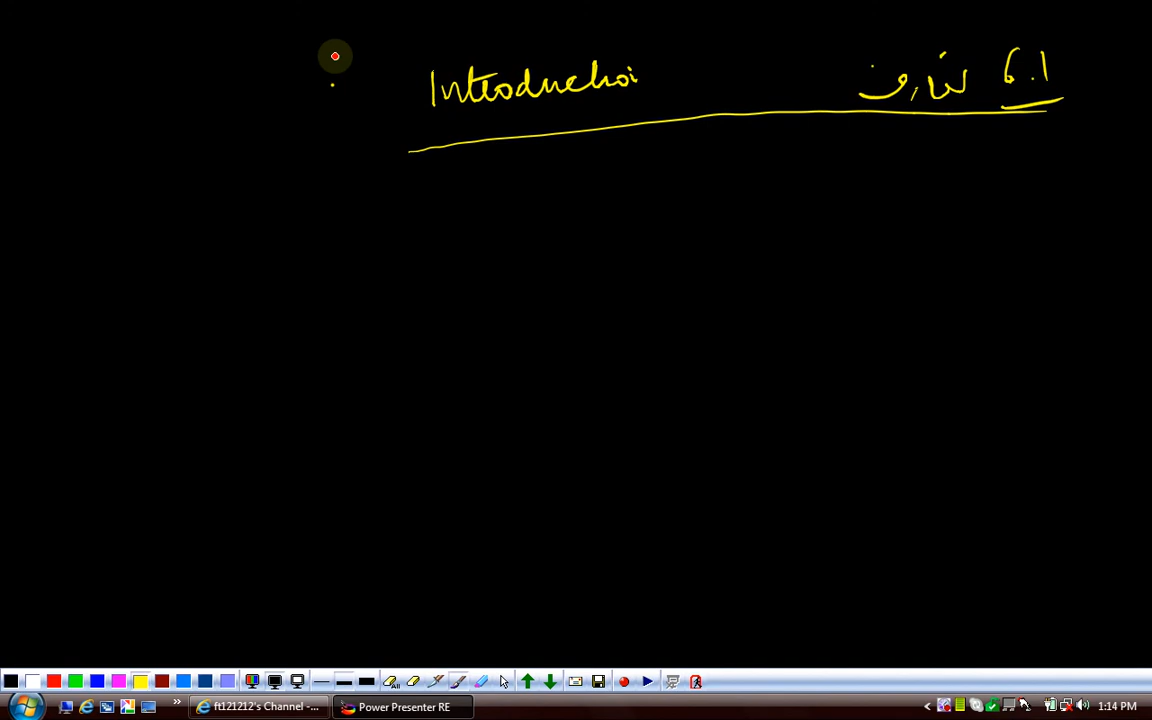 Introduction تعارف 6.1
ft121212's Channel -...
Power Presenter RE
1:14 PM